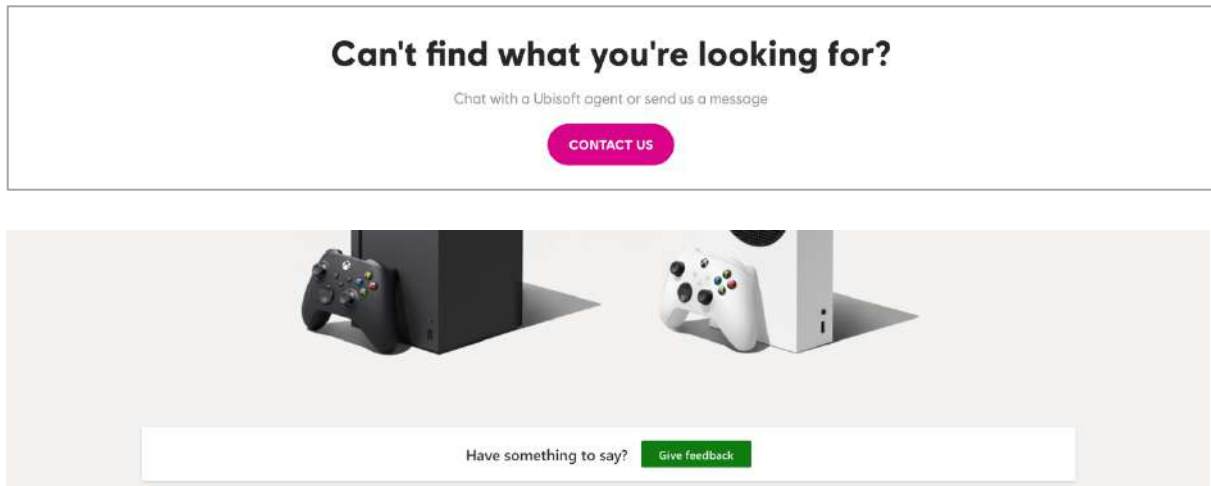 Can't find what you're looking for?
Chat with a Ubisoft agent or send us a message
CONTACT US
Have something to say? Give feedback